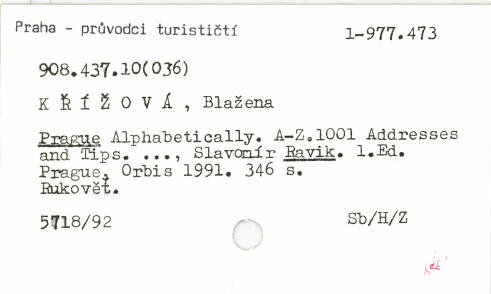 Praha - průvodci turističtí
1-977.473
908.437.10(036)
K Ř Í Ž O V Á , Blažena
Prague Alphabetically. A-Z.1001 Addresses
and Tips. ..., Slavomír Ravik. 1.Ed.
Prague, Orbis 1991. 346 s.
Rukovět.
5718/92
Sb/H/Z